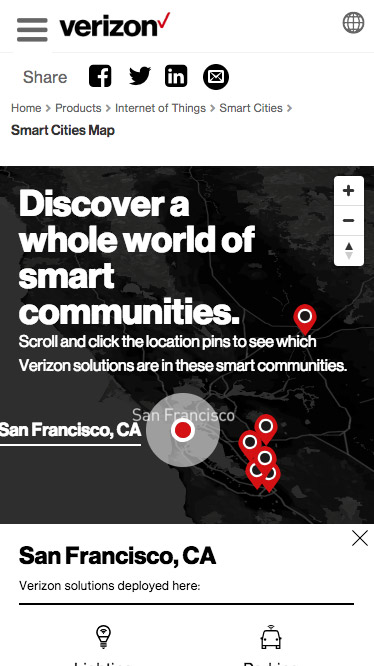 verizon
Share
Home > Products > Internet of Things > Smart Cities >
Smart Cities Map
Discover a
whole world of
smart
communities.
Scroll and click the location pins to see which
Verizon solutions are in these smart communities.
San Francisco
San Francisco, CA
San Francisco, CA
Verizon solutions deployed here:
Lighting
Parking